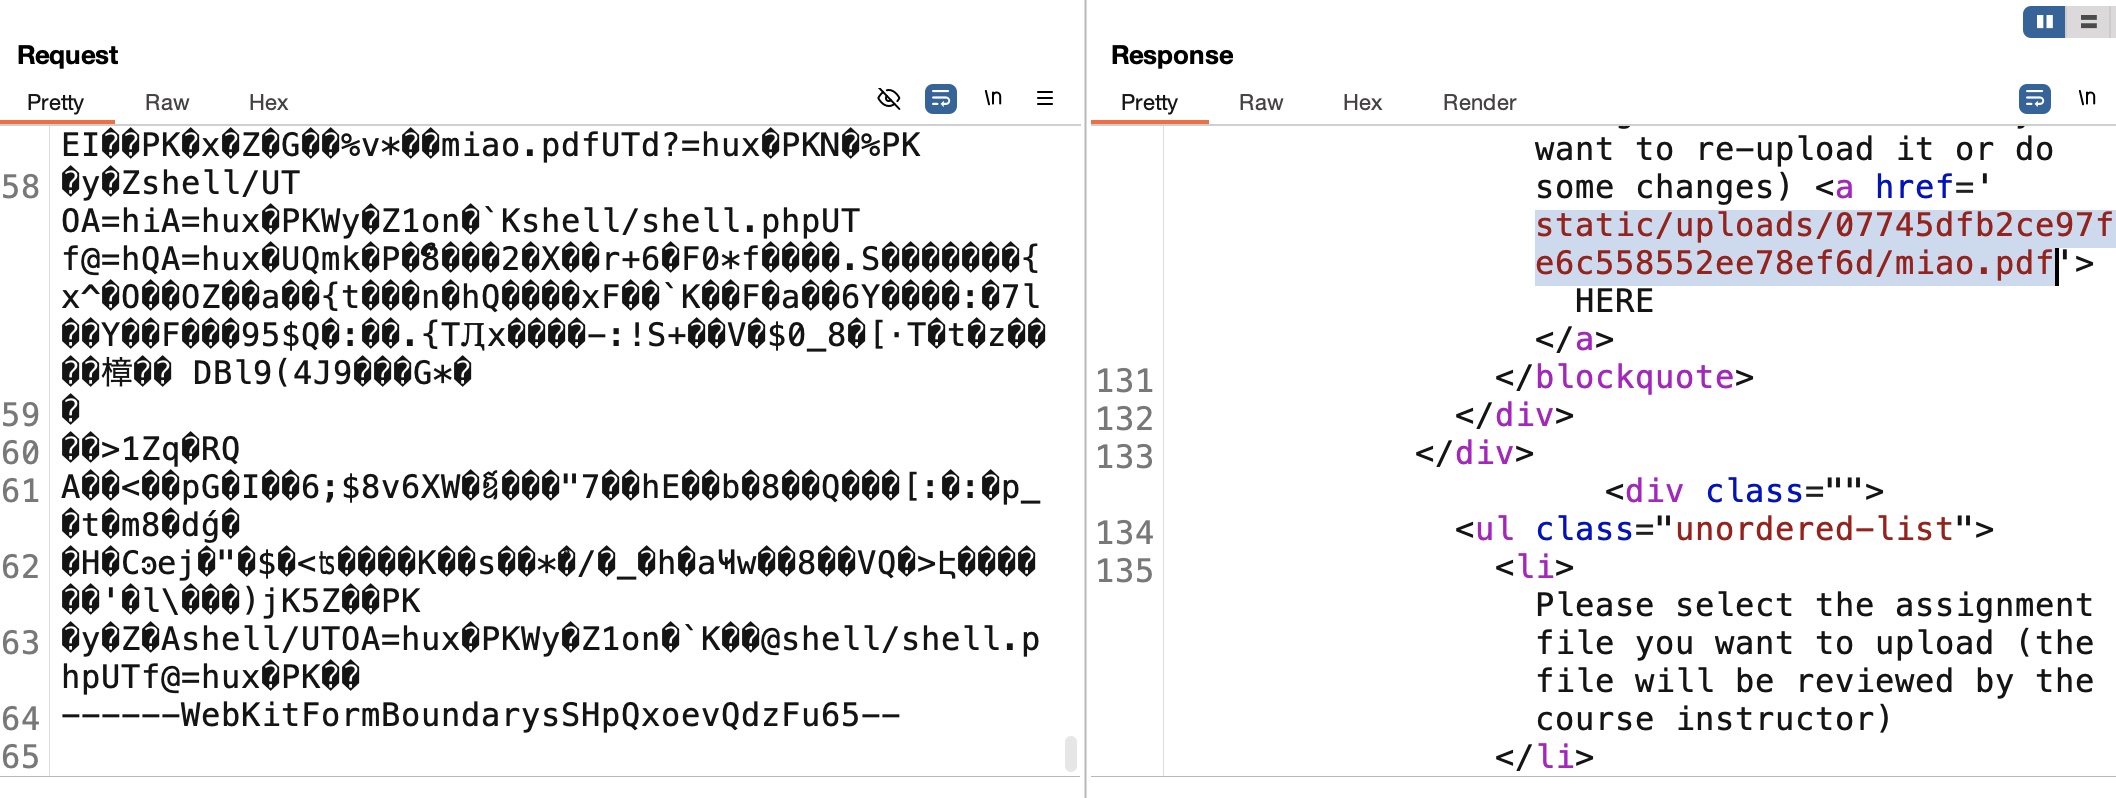 Request
Pretty Raw Hex \n
EI��PK�x�Z�G��%v*��miao.pdfUTd?=hux�PKN�%PK
58 �y�Zshell/UT
OA=hiA=hux�PKWy�Z1on�`Kshell/shell.phpUT
f@=hQA=hux�UQmk�P� ���2�X��r+6�F0*f����.S�������{
x^�O��OZ��a��{t���n�hQ����xF��`K��F�a��6Y����:�7l
��Y��F���95$Q�:��.{T x����-:!S+��V�$0_8�[·T�t�z��
��樟�� DBl9(4J9���G*�
59 �
60 ��>1Zq�RQ
61 A��<��pG�I��6;$8v6XW� ���"7��hE��b�8��Q���[:�:�p_
�t�m8�dǵ�
62 �H�Cɔej�"�$�<ʦ����K��s��*�/�_�h�a w��8��VQ�>Է����
��'�l\���)jK5Z��PK
63 �y�Z�Ashell/UTOA=hux�PKWy�Z1on�`K��@shell/shell.p
hpUTf@=hux�PK��
64 ------WebKitFormBoundarysSHpQxoevQdzFu65--
65
Response
Pretty Raw Hex Render \n
want to re-upload it or do
some changes) <a href='
static/uploads/07745dfb2ce97f
e6c558552ee78ef6d/miao.pdf'>
HERE
</a>
131 </blockquote>
132 </div>
133 </div>
<div class="">
134 <ul class="unordered-list">
135 <li>
Please select the assignment
file you want to upload (the
file will be reviewed by the
course instructor)
</li>